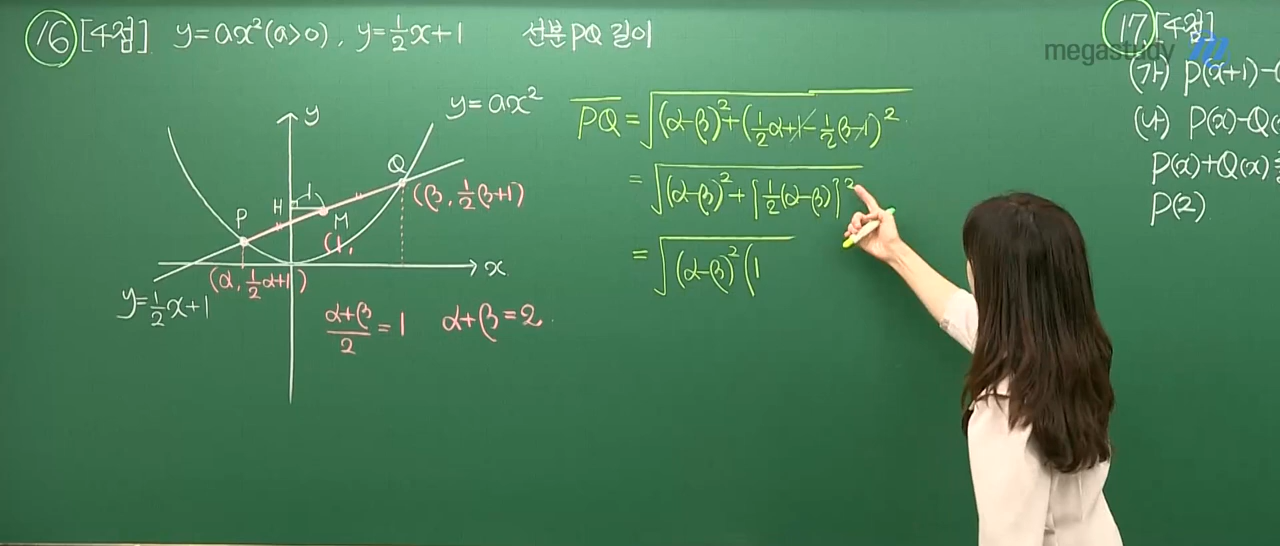 16 [4점] y=ax²(a>0), y=½x+1 선분PQ 길이
17 [4점]
megastudy
(가) P(x+1)-
(나) P(x)-Q(
P(x)+Q(x)
P(2)
y
y=ax²
Q
(β, ½β+1)
H 1
P
M
(1,
x
(α, ½α+1)
y=½x+1
(α+β)/2=1 α+β=2.
PQ = √((α-β)²+(½α+1-½β-1)²)
= √((α-β)²+[½(α-β)]²)
= √((α-β)²(1